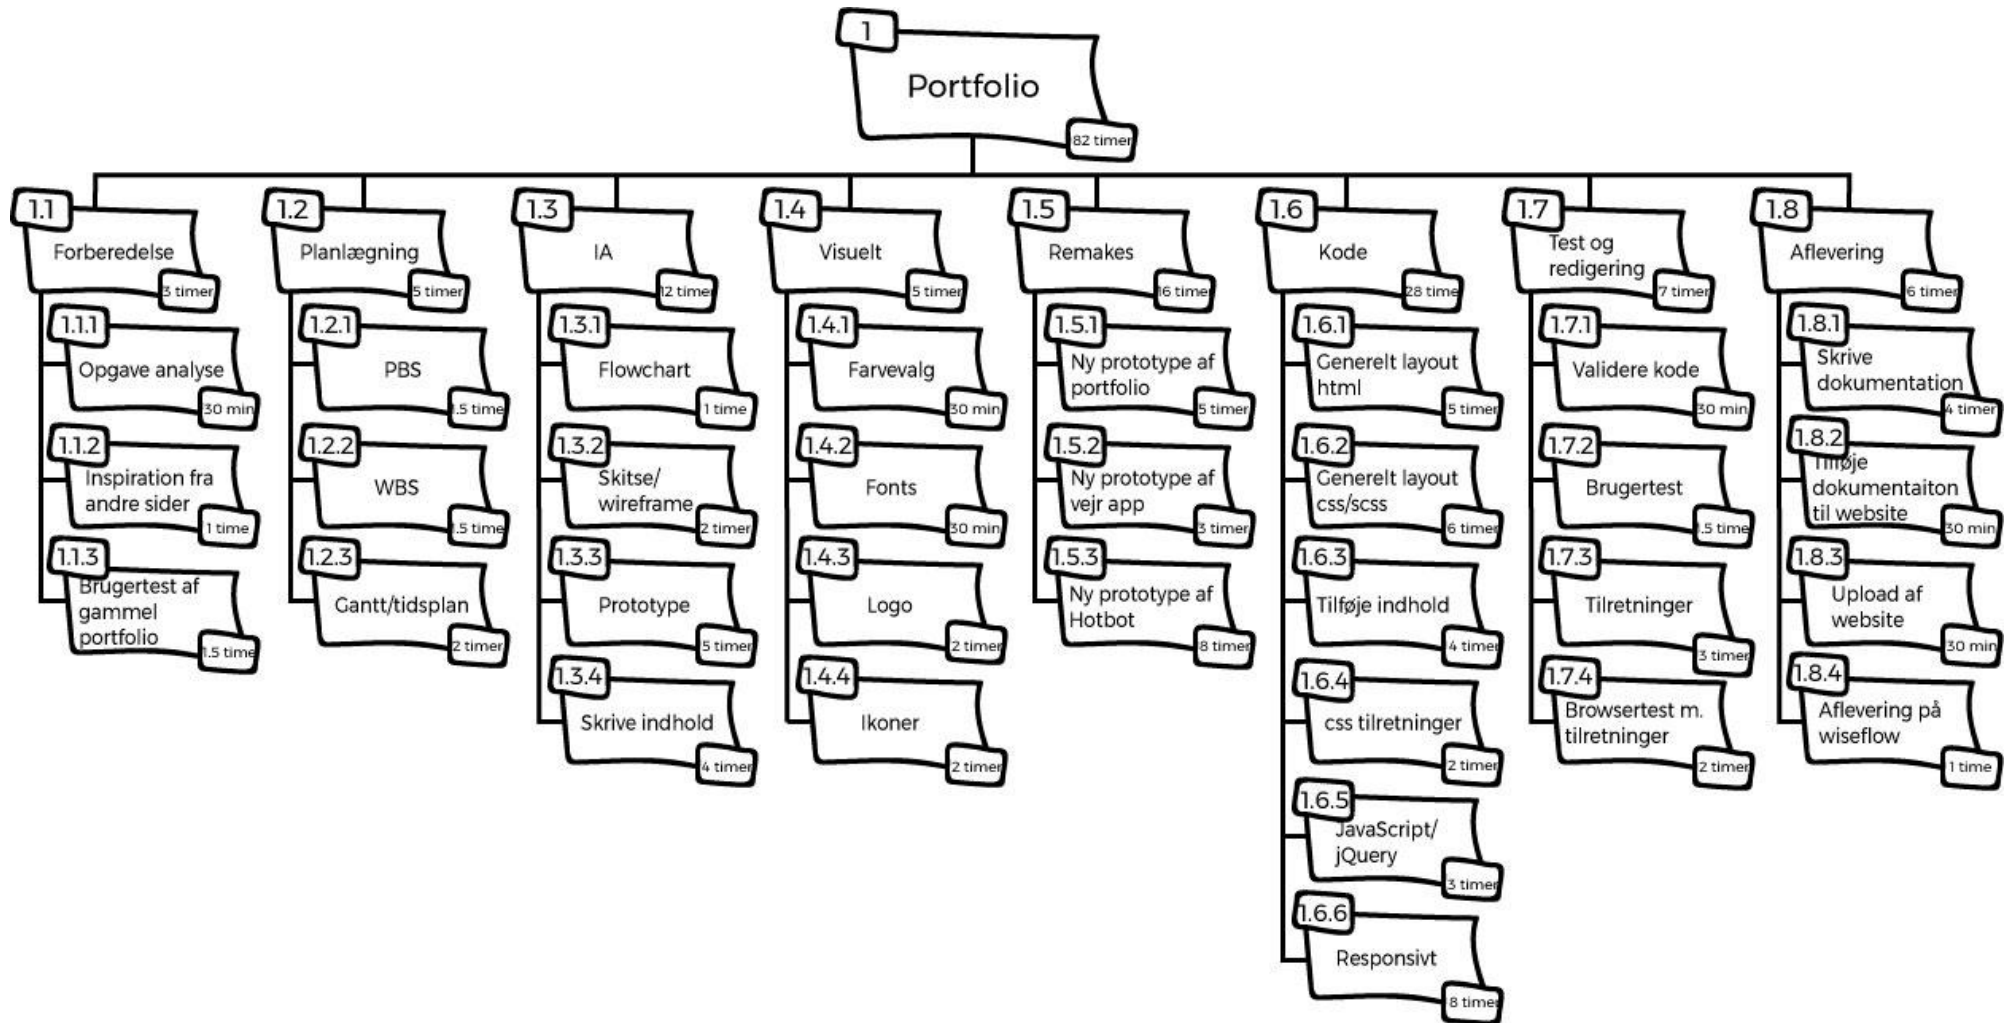 1
Portfolio
82 timer
1.1
Forberedelse
3 timer
1.1.1
Opgave analyse
30 min
1.1.2
Inspiration fra
andre sider
1 time
1.1.3
Brugertest af
gammel
portfolio
1.5 time
1.2
Planlægning
5 timer
1.2.1
PBS
1.5 time
1.2.2
WBS
1.5 time
1.2.3
Gantt/tidsplan
2 timer
1.3
IA
12 timer
1.3.1
Flowchart
1 time
1.3.2
Skitse/
wireframe
2 timer
1.3.3
Prototype
5 timer
1.3.4
Skrive indhold
4 timer
1.4
Visuelt
5 timer
1.4.1
Farvevalg
30 min
1.4.2
Fonts
30 min
1.4.3
Logo
2 timer
1.4.4
Ikoner
2 timer
1.5
Remakes
16 timer
1.5.1
Ny prototype af
portfolio
5 timer
1.5.2
Ny prototype af
vejr app
3 timer
1.5.3
Ny prototype af
Hotbot
8 timer
1.6
Kode
28 time
1.6.1
Generelt layout
html
5 timer
1.6.2
Generelt layout
css/scss
6 timer
1.6.3
Tilføje indhold
4 timer
1.6.4
css tilretninger
2 timer
1.6.5
JavaScript/
jQuery
3 timer
1.6.6
Responsivt
8 timer
1.7
Test og
redigering
7 timer
1.7.1
Validere kode
30 min
1.7.2
Brugertest
1.5 time
1.7.3
Tilretninger
3 timer
1.7.4
Browsertest m.
tilretninger
2 timer
1.8
Aflevering
6 timer
1.8.1
Skrive
dokumentation
4 timer
1.8.2
Tilføje
dokumentaiton
til website
30 min
1.8.3
Upload af
website
30 min
1.8.4
Aflevering på
wiseflow
1 time